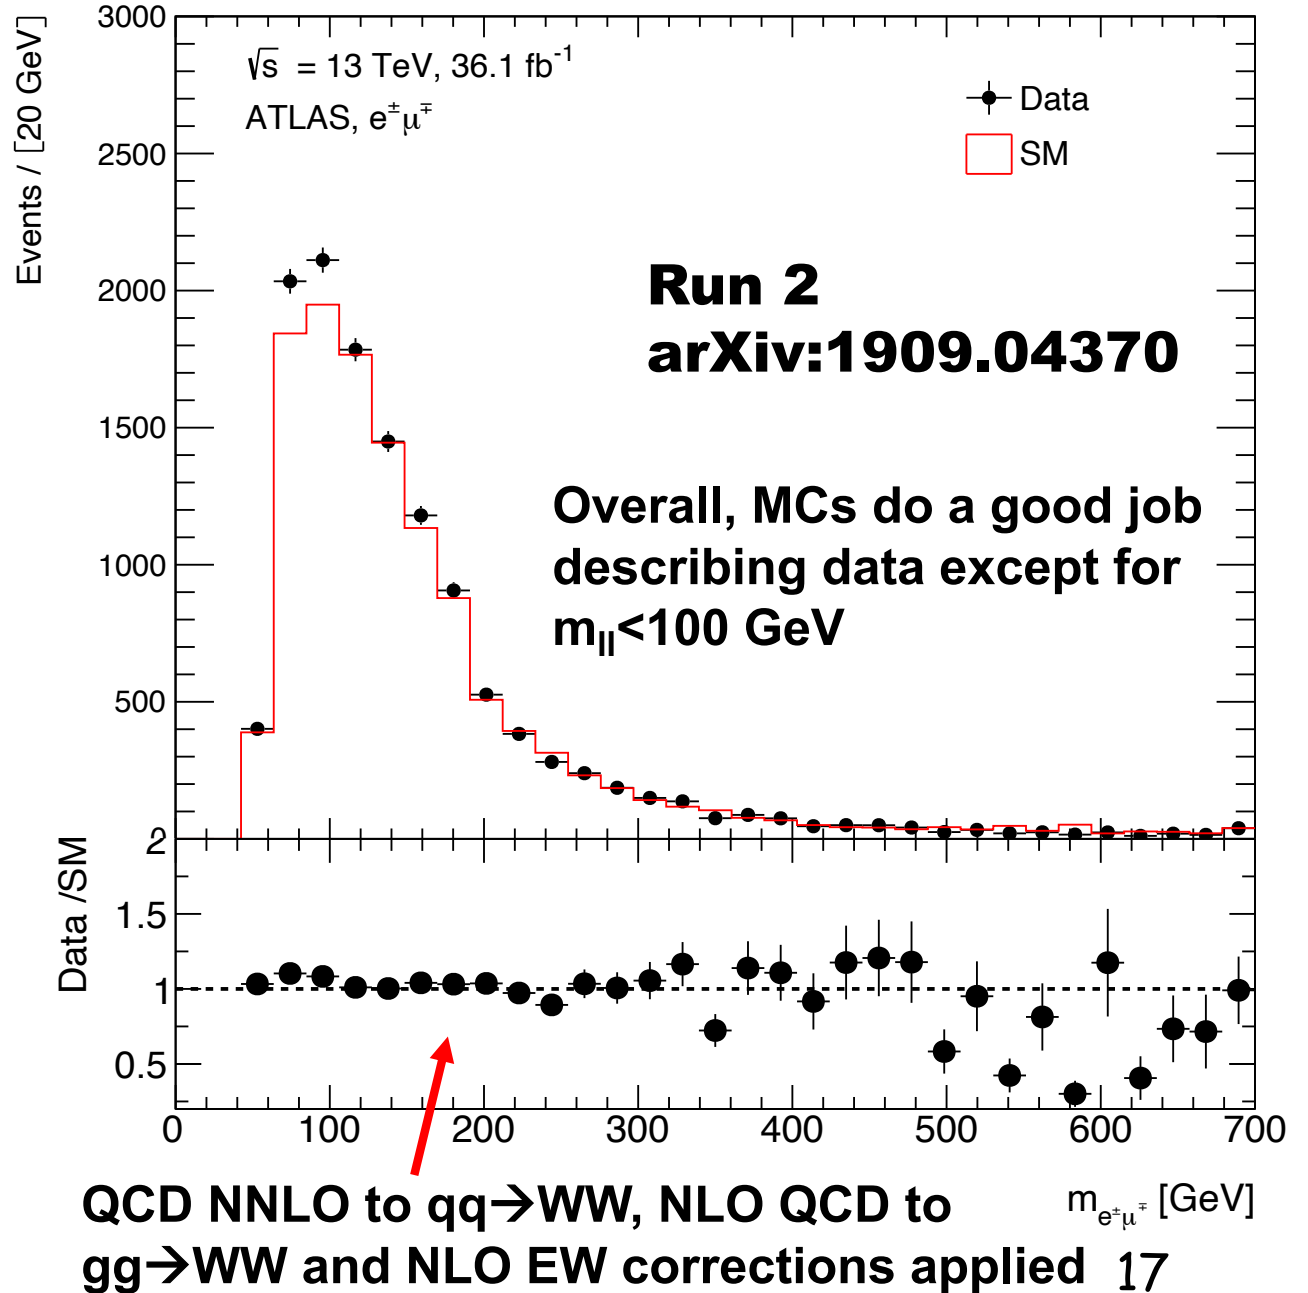 3000
2500
2000
1500
1000
500
Events / [20 GeV]
√s = 13 TeV, 36.1 fb⁻¹
ATLAS, e±μ∓
Data
SM
Run 2
arXiv:1909.04370
Overall, MCs do a good job
describing data except for
mll<100 GeV
2
1.5
1
0.5
Data /SM
0 100 200 300 400 500 600 700
me±μ∓ [GeV]
QCD NNLO to qq→WW, NLO QCD to
gg→WW and NLO EW corrections applied
17